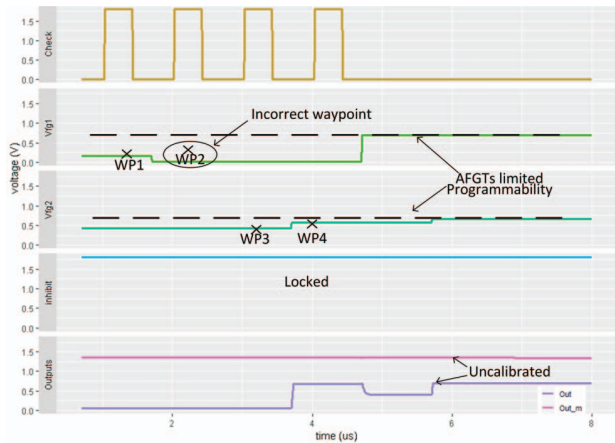 Check
1.5
1.0
0.5
0.0
Incorrect waypoint
Vfg1
1.5
1.0
0.5
0.0
WP1
WP2
AFGTs limited
Programmability
voltage (V)
Vfg2
1.5
1.0
0.5
0.0
WP3
WP4
Inhibit
1.5
1.0
0.5
0.0
Locked
Outputs
1.5
1.0
0.5
0.0
Uncalibrated
Out
Out_m
2
4
6
8
time (us)